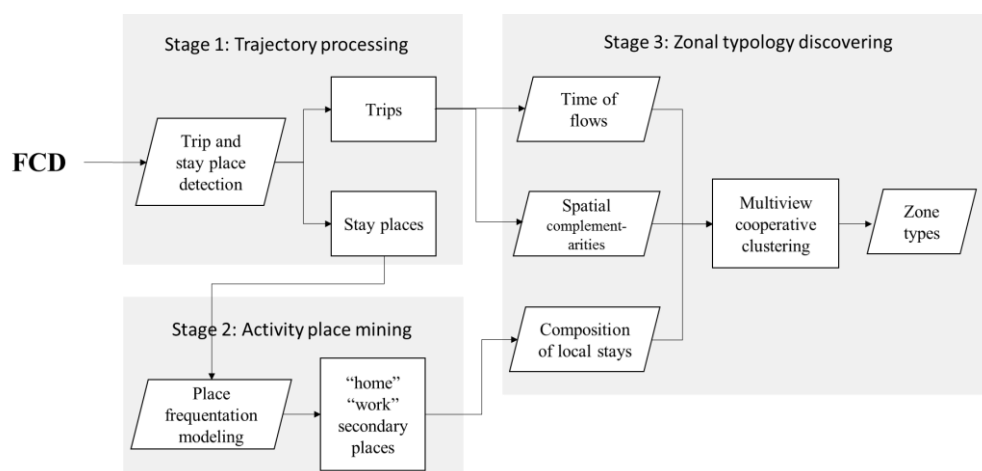 Stage 1: Trajectory processing
Stage 3: Zonal typology discovering
FCD
Trip and
stay place
detection
Trips
Stay places
Time of
flows
Spatial
complement-
arities
Composition
of local stays
Multiview
cooperative
clustering
Zone
types
Stage 2: Activity place mining
Place
frequentation
modeling
“home”
“work”
secondary
places